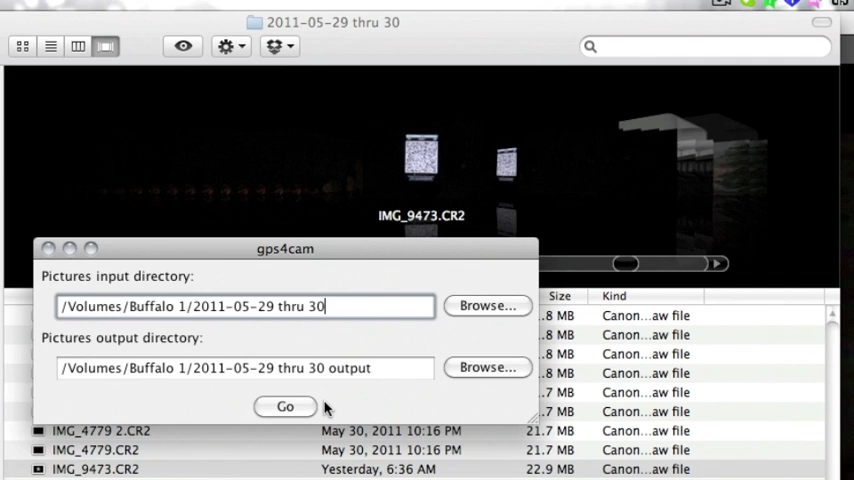 2011-05-29 thru 30
IMG_9473.CR2
gps4cam
Pictures input directory:
/Volumes/Buffalo 1/2011-05-29 thru 30
Browse...
Pictures output directory:
/Volumes/Buffalo 1/2011-05-29 thru 30 output
Browse...
Go
Size Kind
.8 MB Canon...aw file
.8 MB Canon...aw file
.8 MB Canon...aw file
.8 MB Canon...aw file
.7 MB Canon...aw file
.7 MB Canon...aw file
IMG_4779 2.CR2 May 30, 2011 10:16 PM 21.7 MB Canon...aw file
IMG_4779.CR2 May 30, 2011 10:16 PM 21.7 MB Canon...aw file
IMG_9473.CR2 Yesterday, 6:36 AM 22.9 MB Canon...aw file